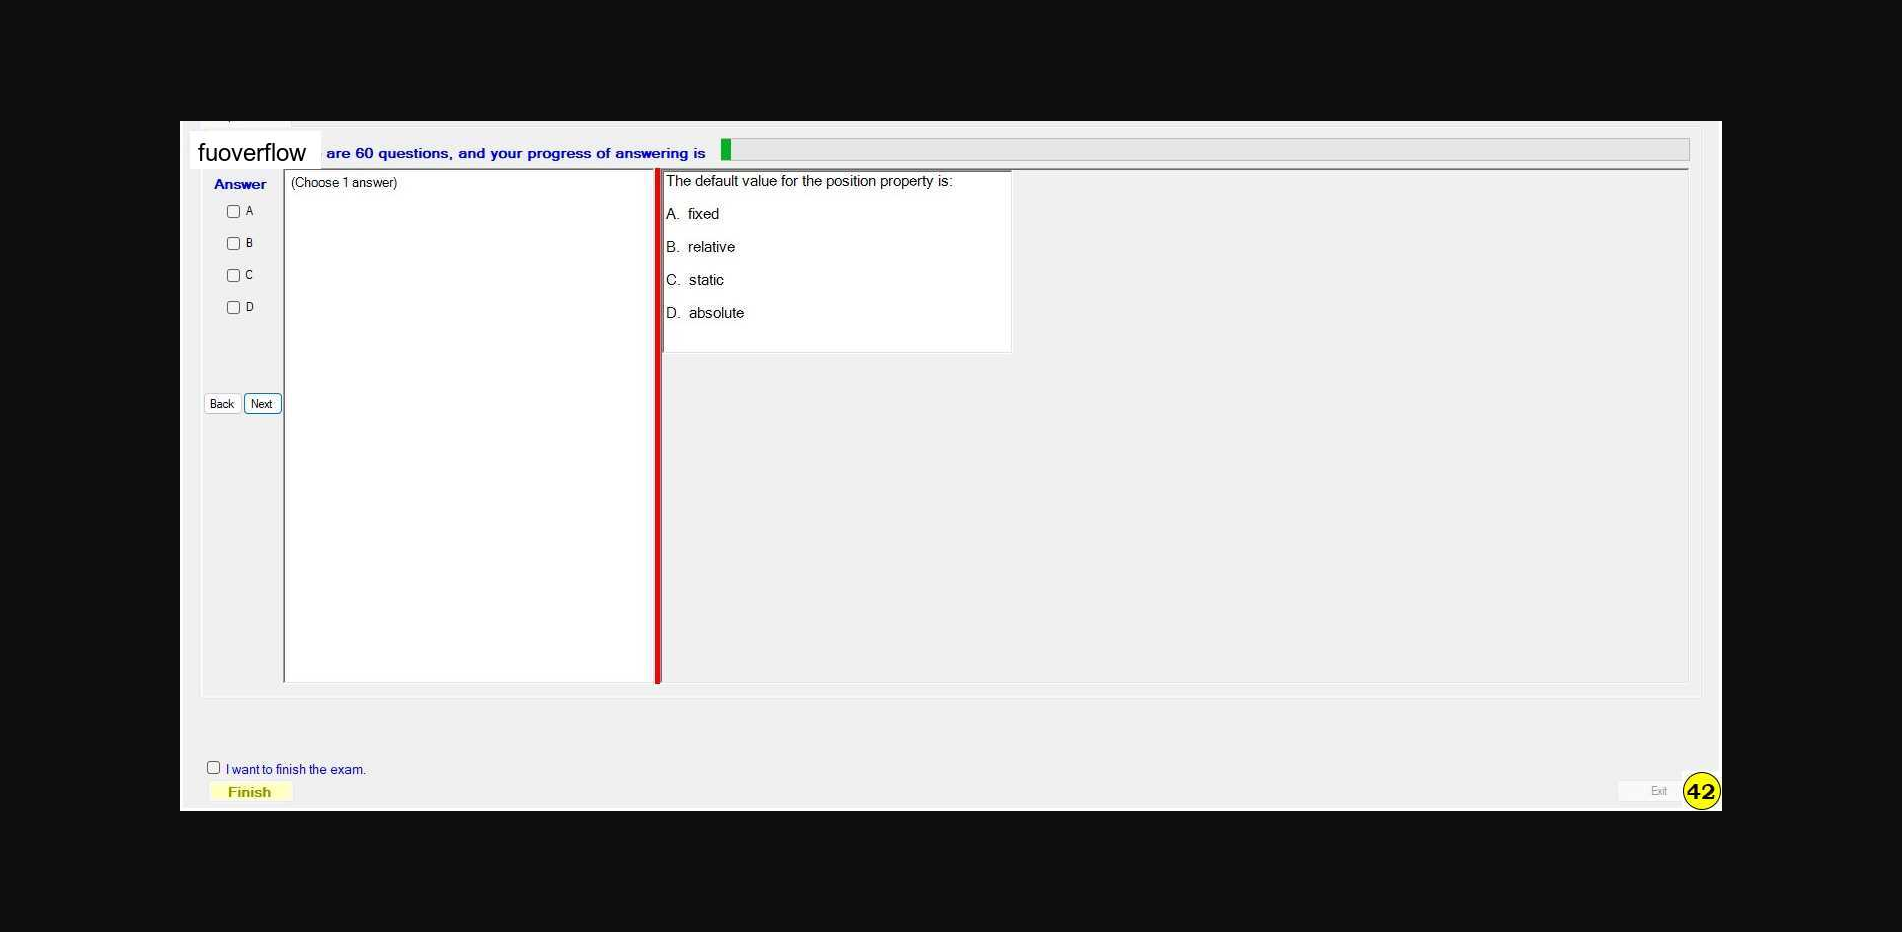 fuoverflow are 60 questions, and your progress of answering is
Answer
A
B
C
D
Back Next
(Choose 1 answer)
The default value for the position property is:
A. fixed
B. relative
C. static
D. absolute
I want to finish the exam.
Finish
Exit
42